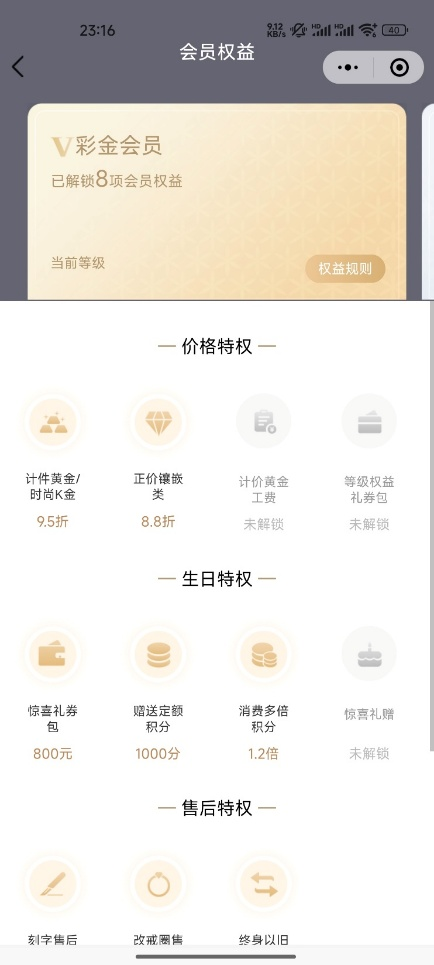 23:16
9.12 KB/s HD HD 40
会员权益
V彩金会员
已解锁8项会员权益
当前等级
权益规则
价格特权
计件黄金/
时尚K金
9.5折
正价镶嵌
类
8.8折
计价黄金
工费
未解锁
等级权益
礼券包
未解锁
生日特权
惊喜礼券
包
800元
赠送定额
积分
1000分
消费多倍
积分
1.2倍
惊喜礼赠
未解锁
售后特权
刻字售后
改戒圈售
终身以旧